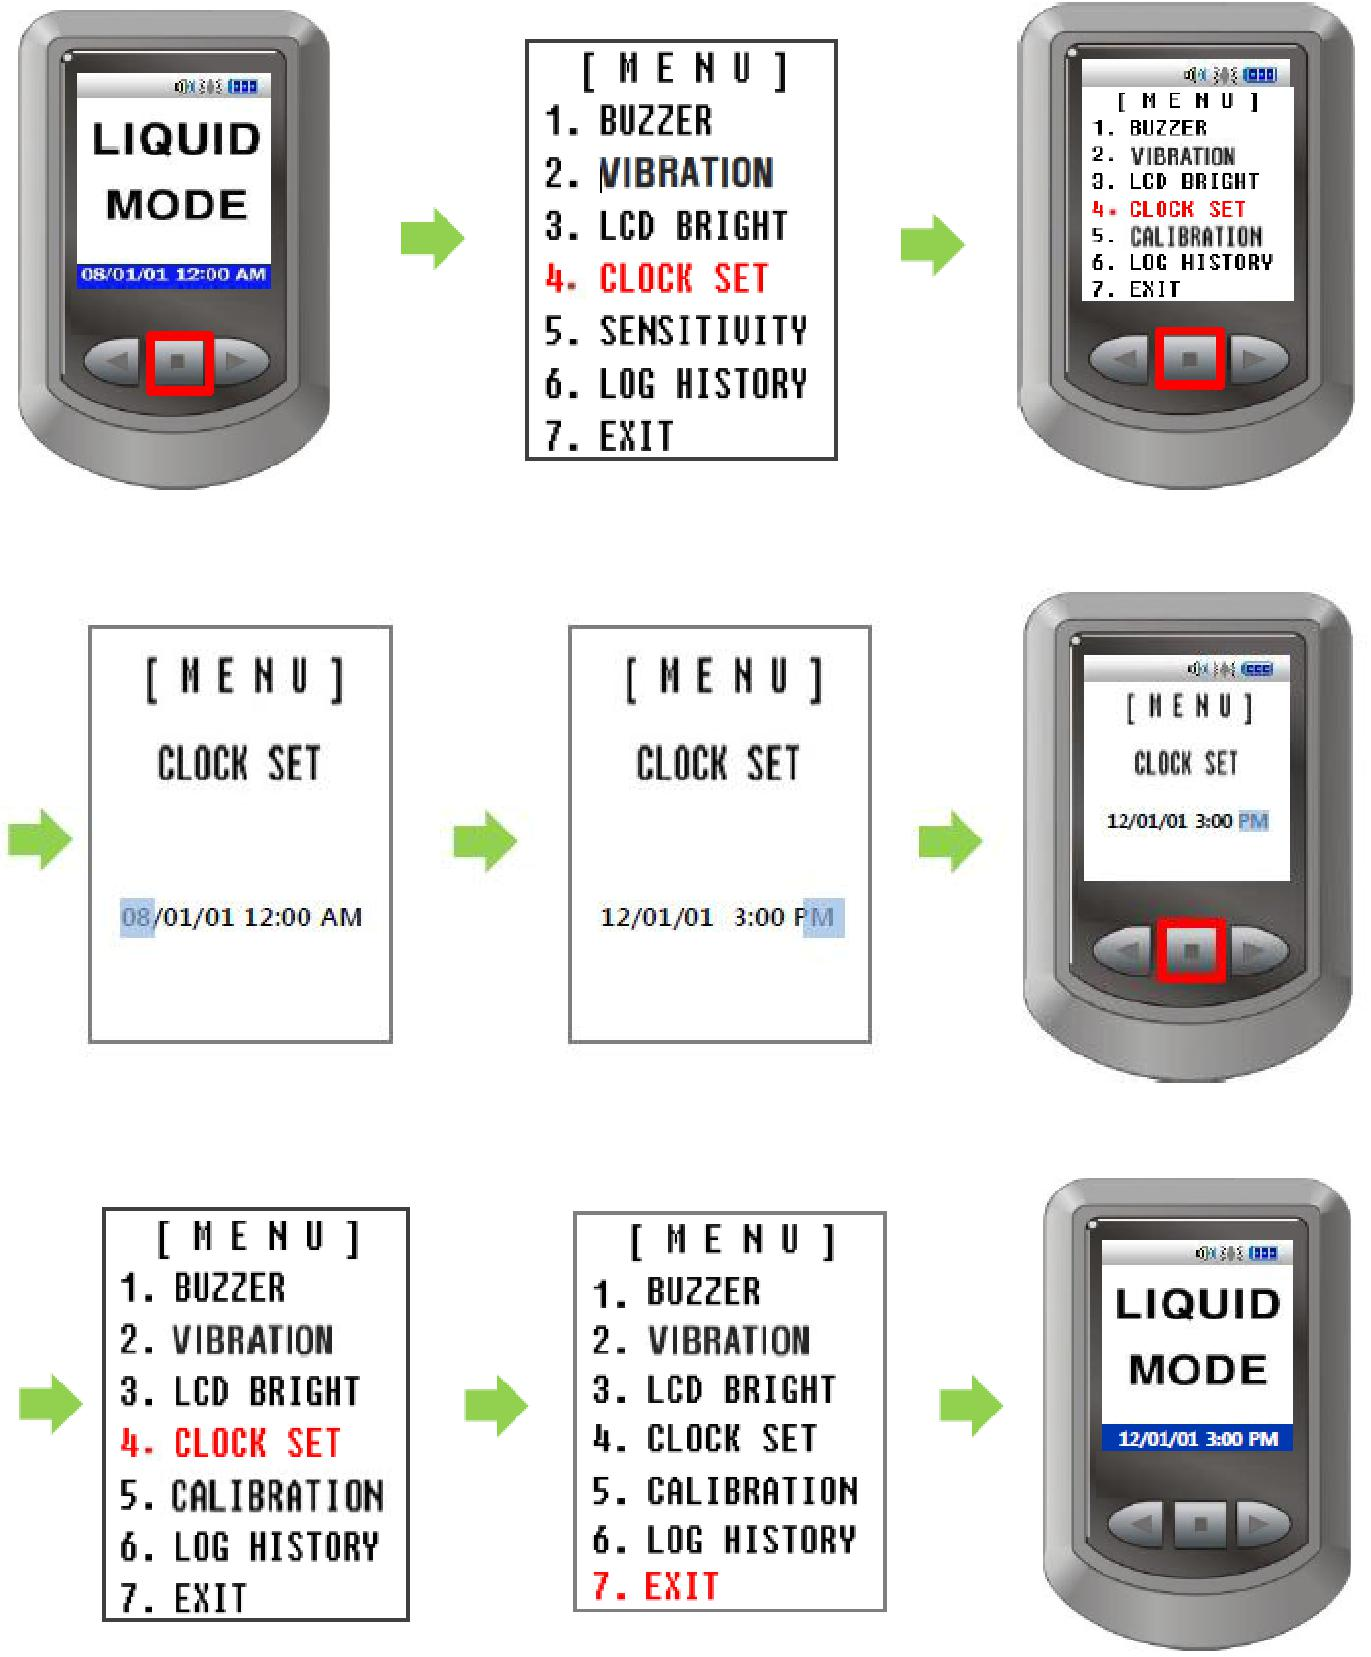 LIQUID
MODE
08/01/01 12:00 AM
[ M E N U ]
1. BUZZER
2. VIBRATION
3. LCD BRIGHT
4. CLOCK SET
5. SENSITIVITY
6. LOG HISTORY
7. EXIT
[ M E N U ]
1. BUZZER
2. VIBRATION
3. LCD BRIGHT
4. CLOCK SET
5. CALIBRATION
6. LOG HISTORY
7. EXIT
[ M E N U ]
CLOCK SET
08/01/01 12:00 AM
[ M E N U ]
CLOCK SET
12/01/01 3:00 PM
[ M E N U ]
CLOCK SET
12/01/01 3:00 PM
[ M E N U ]
1. BUZZER
2. VIBRATION
3. LCD BRIGHT
4. CLOCK SET
5. CALIBRATION
6. LOG HISTORY
7. EXIT
[ M E N U ]
1. BUZZER
2. VIBRATION
3. LCD BRIGHT
4. CLOCK SET
5. CALIBRATION
6. LOG HISTORY
7. EXIT
LIQUID
MODE
12/01/01 3:00 PM